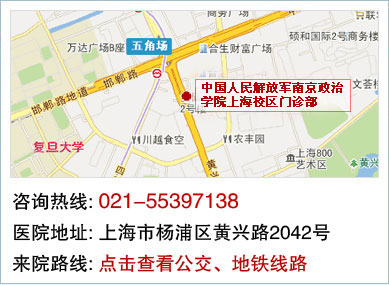 万达广场B座
五角场
合生财富广场
硕和国际2号商务楼
邯郸路地道
邯郸路
中国人民解放军南京政治
学院上海校区门诊部
2号楼
川越食空
农丰园
大文荟
复旦大学
四
黄
上海800
艺术区
黄兴
咨询热线: 021-55397138
医院地址: 上海市杨浦区黄兴路2042号
来院路线: 点击查看公交、地铁线路